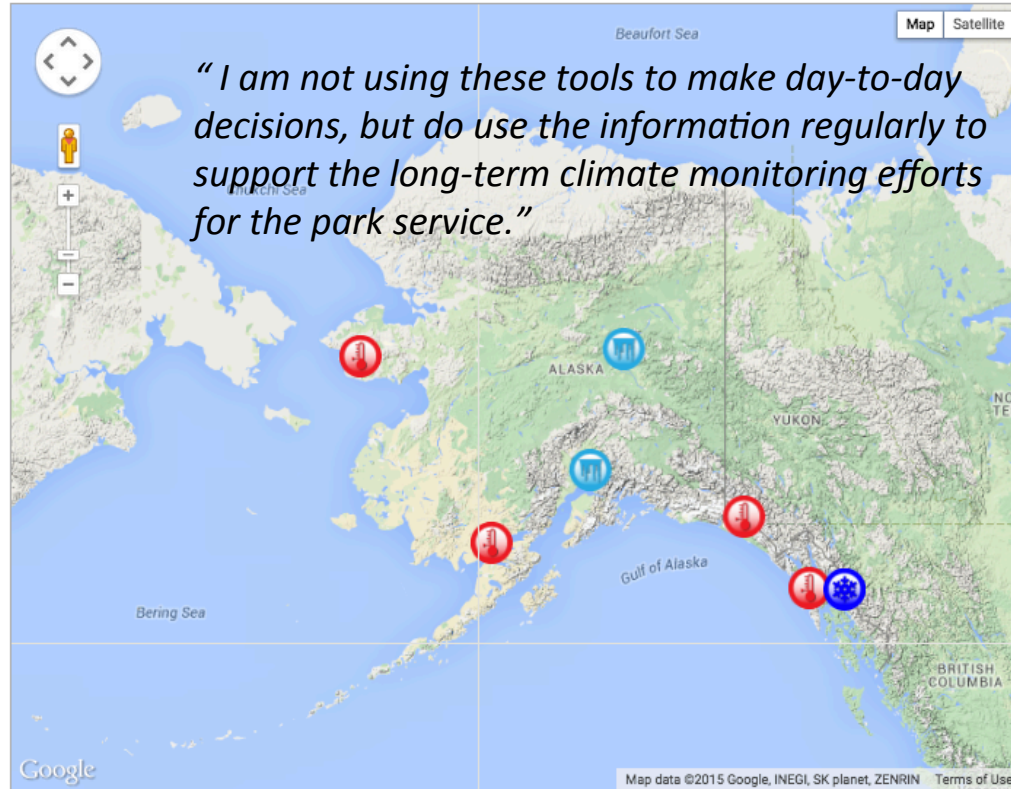 Beaufort Sea
Map Satellite
“ I am not using these tools to make day-to-day
decisions, but do use the information regularly to
support the long-term climate monitoring efforts
for the park service.”
Chukchi Sea
ALASKA
YUKON
NO
TE
Gulf of Alaska
Bering Sea
BRITISH
COLUMBIA
Google
Map data ©2015 Google, INEGI, SK planet, ZENRIN Terms of Use